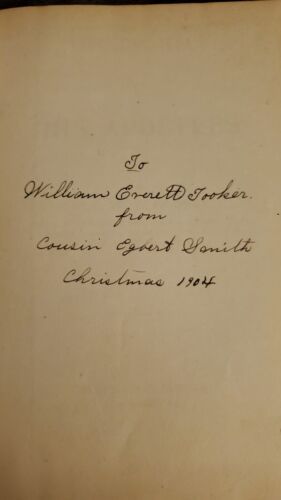 To
William Everett Tooker.
from
Cousin Egbert Smith
Christmas 1904